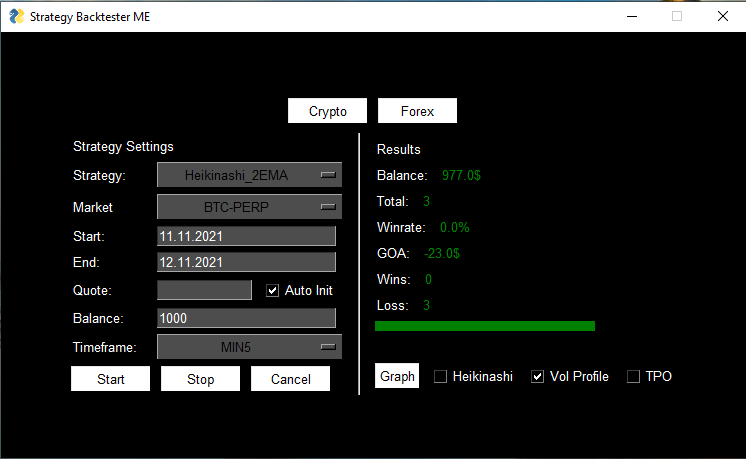 Strategy Backtester ME
Crypto Forex
Strategy Settings
Strategy: Heikinashi_2EMA
Market BTC-PERP
Start: 11.11.2021
End: 12.11.2021
Quote: Auto Init
Balance: 1000
Timeframe: MIN5
Start Stop Cancel
Results
Balance: 977.0$
Total: 3
Winrate: 0.0%
GOA: -23.0$
Wins: 0
Loss: 3
Graph Heikinashi Vol Profile TPO